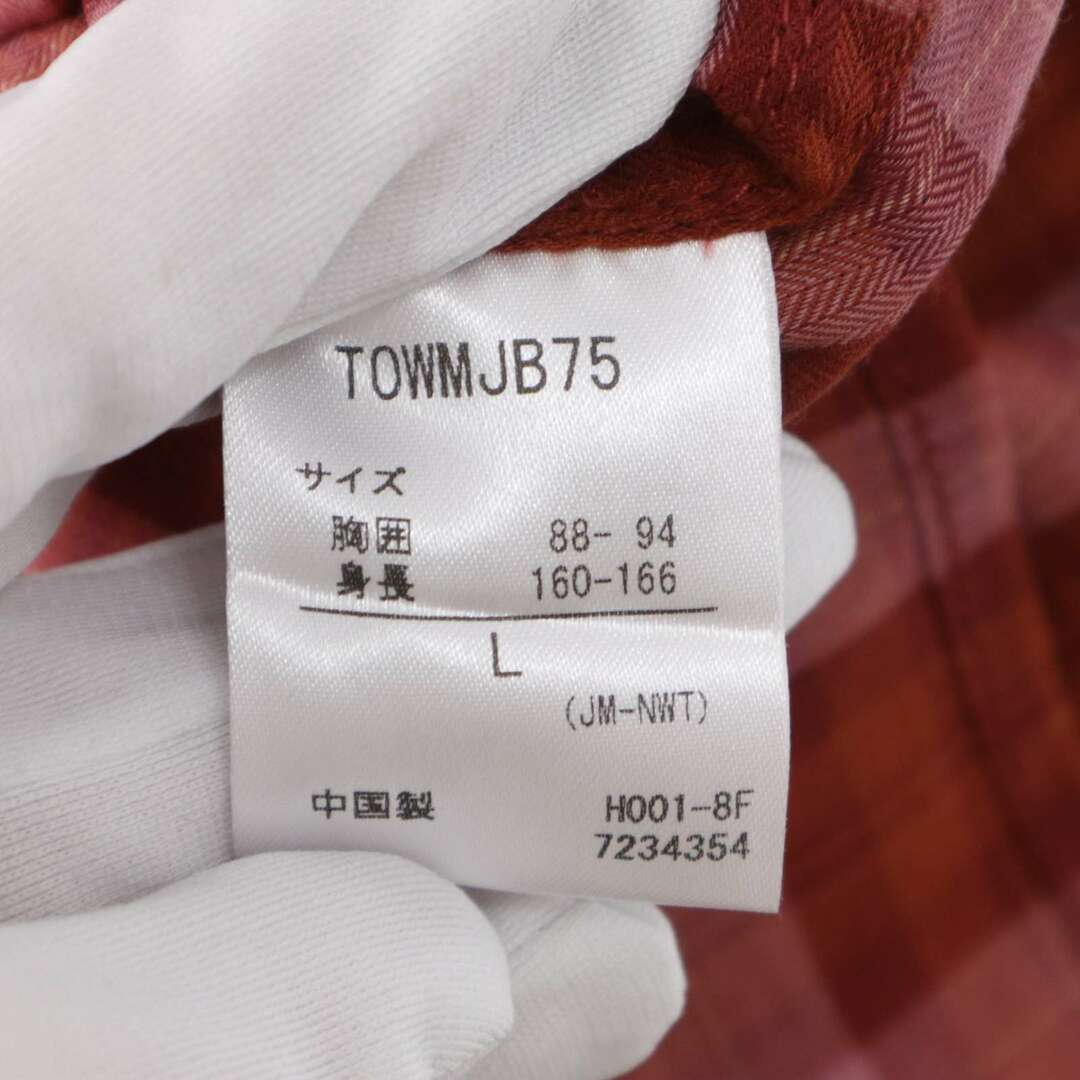 TOWMJB75
サイズ
胸囲 88- 94
身長 160-166
L
(JM-NWT)
中国製 H001-8F
7234354